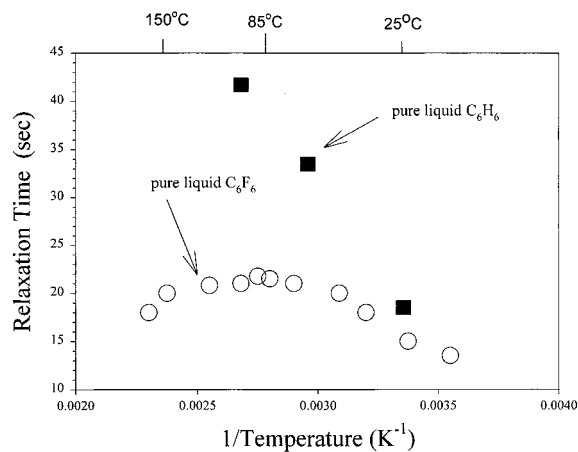 150°C 85°C 25°C
45
40
35
30
25
20
15
10
Relaxation Time (sec)
pure liquid C₆H₆
pure liquid C₆F₆
0.0020 0.0025 0.0030 0.0035 0.0040
1/Temperature (K⁻¹)